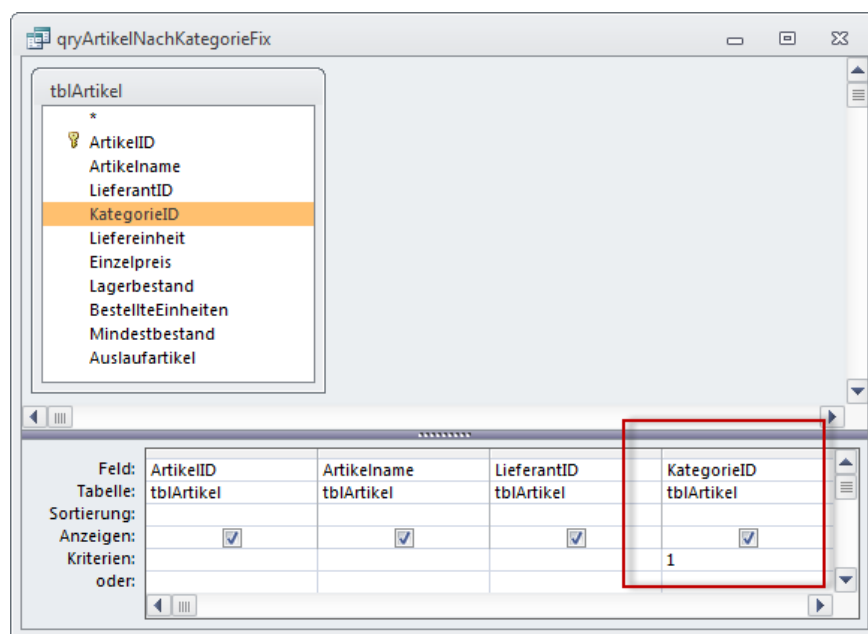 qryArtikelNachKategorieFix
tblArtikel
*
ArtikelID
Artikelname
LieferantID
KategorieID
Liefereinheit
Einzelpreis
Lagerbestand
BestellteEinheiten
Mindestbestand
Auslaufartikel
Feld: ArtikelID Artikelname LieferantID KategorieID
Tabelle: tblArtikel tblArtikel tblArtikel tblArtikel
Sortierung:
Anzeigen:
Kriterien: 1
oder: